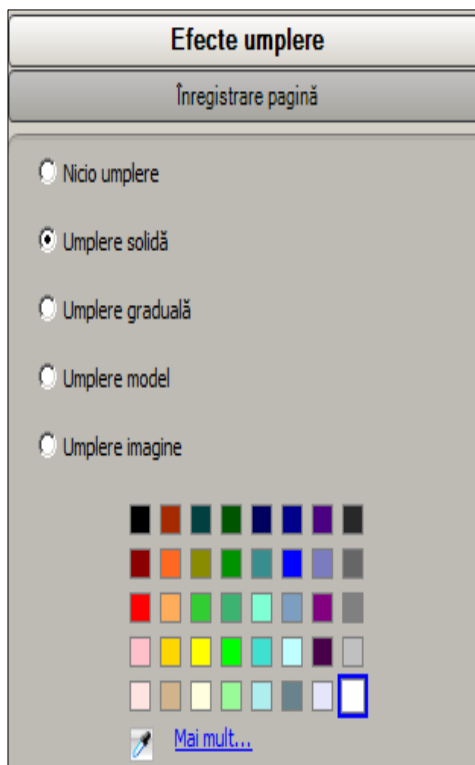 Efecte umplere
Înregistrare pagină
Nicio umplere
Umplere solidă
Umplere graduală
Umplere model
Umplere imagine
Mai mult...